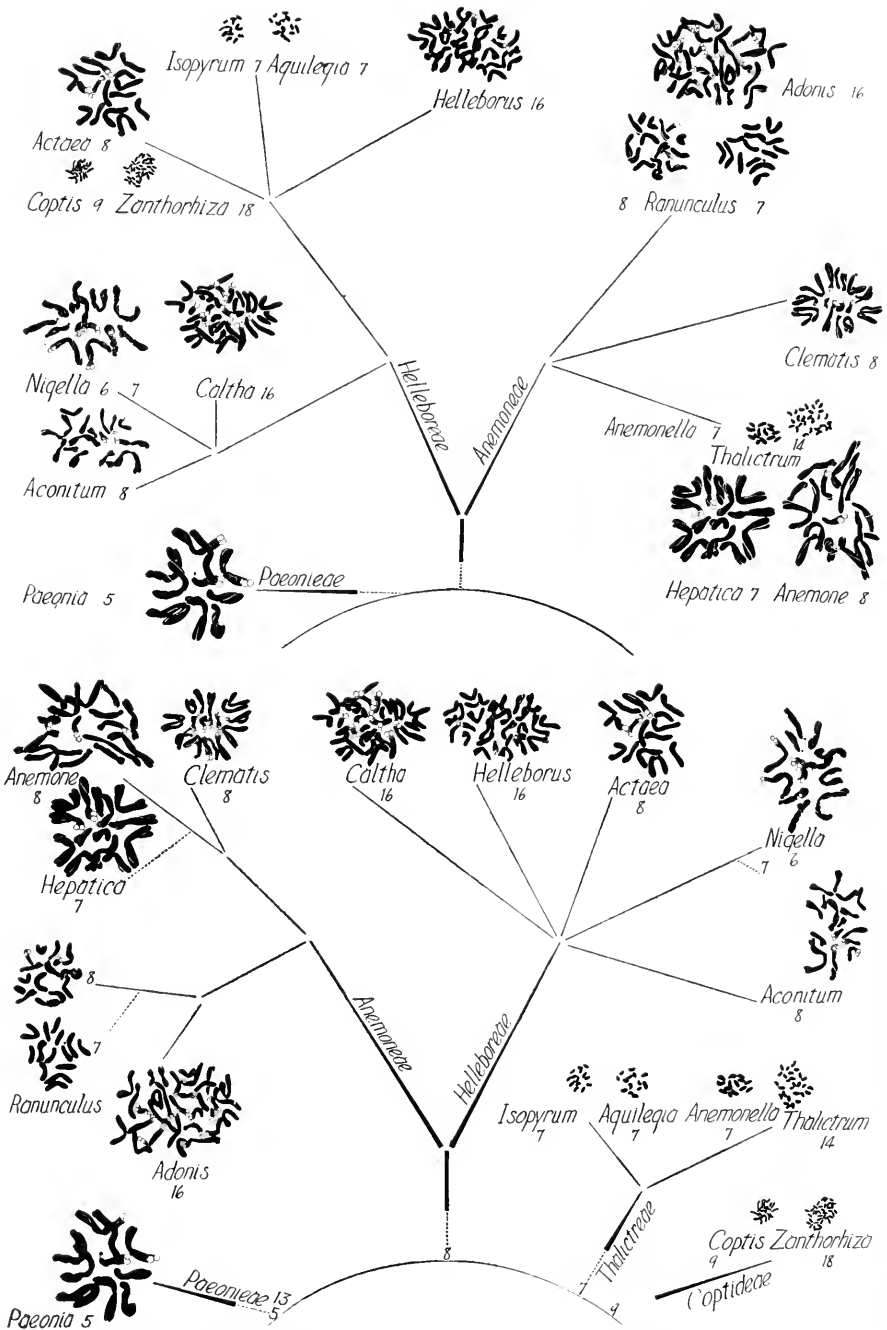 Isopyrum 7 Aquilegia 7
Helleborus 16
Adonis 16
Actaea 8
Coptis 9 Zanthorhiza 18
8 Ranunculus 7
Nigella 6 7
Caltha 16
Clematis 8
Helleboreae
Anemoneae
Anemonella 7
Thalictrum 14
Aconitum 8
Paeonieae
Paeonia 5
Hepatica 7 Anemone 8
Anemone
8
Clematis
8
Caltha
16
Helleborus
16
Actaea
8
Nigella
6
7
Hepatica
7
Aconitum
8
8
7
Ranunculus
Anemoneae
Helleboreae
Adonis
16
Isopyrum
7
Aquilegia
7
Anemonella
7
Thalictrum
14
Thalictreae
Coptis
9
Zanthorhiza
18
Coptideae
8
7
9
Paeonieae 13
5
Paeonia 5